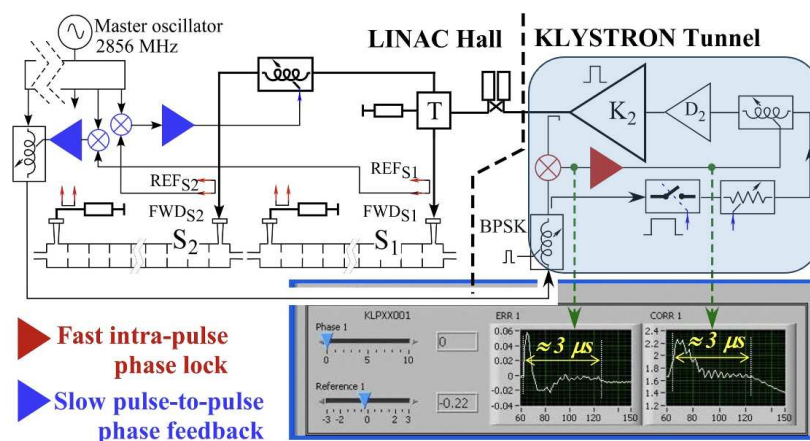 Master oscillator
2856 MHz
LINAC Hall
KLYSTRON Tunnel
T
K2
D2
REFS2
REFS1
FWDS2
FWDS1
S2
S1
BPSK
KLPXX001
Phase 1
0
0 5 10
Reference 1
-0.22
-3 -2 -1 0 1 2 3
ERR 1
≈3 μs
0.06
0.04
0.02
0
-0.02
-0.04
60 80 100 120 150
CORR 1
≈3 μs
2.4
2.2
2.0
1.8
1.6
1.4
1.2
60 80 100 120 150
Fast intra-pulse
phase lock
Slow pulse-to-pulse
phase feedback